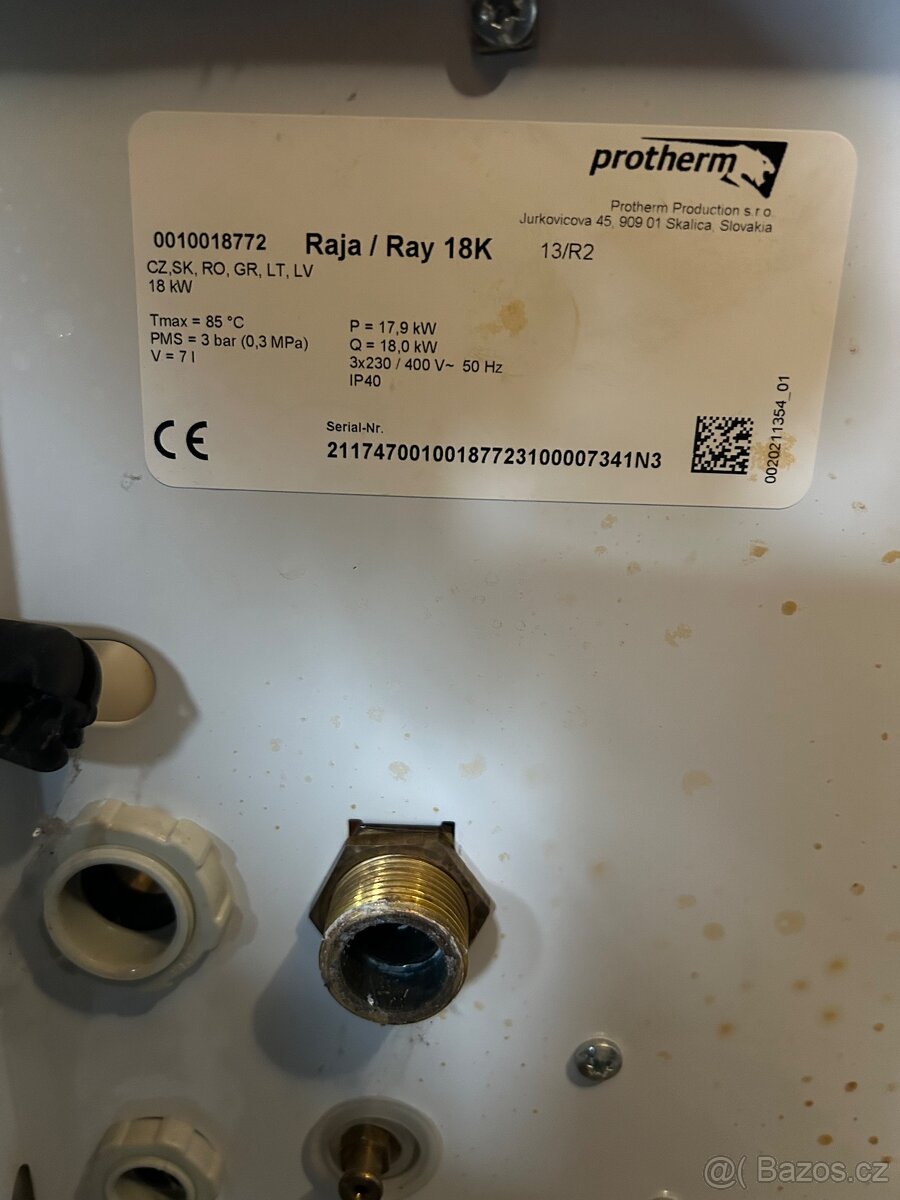 protherm
Protherm Production s.r.o.
Jurkovicova 45, 909 01 Skalica, Slovakia
0010018772 Raja / Ray 18K 13/R2
CZ,SK, RO, GR, LT, LV
18 kW
Tmax = 85 °C
PMS = 3 bar (0,3 MPa)
V = 7 l
P = 17,9 kW
Q = 18,0 kW
3x230 / 400 V~ 50 Hz
IP40
CE
Serial-Nr.
21174700100187723100007341N3
0020211354_01
@( Bazos.cz